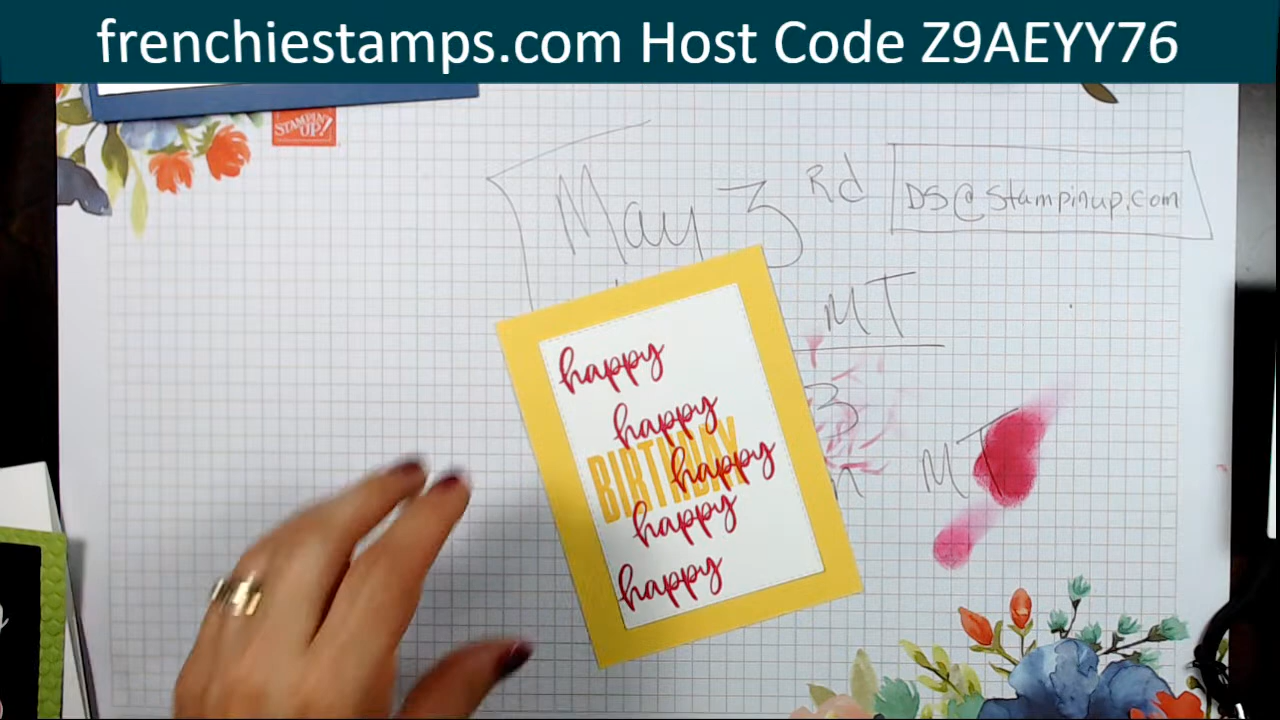 frenchiestamps.com Host Code Z9AEYY76
STAMPIN' UP!
May 3rd
DS@Stampinup.com
MT
happy
happy
BIRTHDAY
happy
happy
happy
3
MT